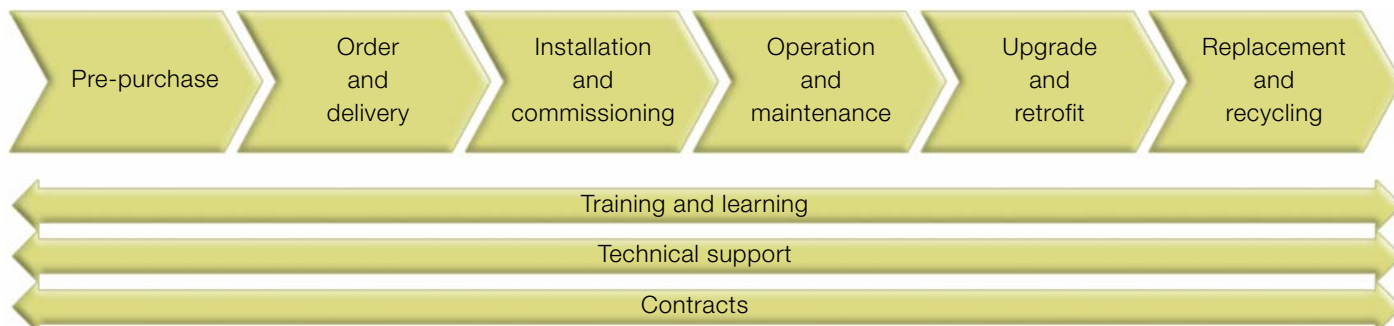 Pre-purchase
Order
and
delivery
Installation
and
commissioning
Operation
and
maintenance
Upgrade
and
retrofit
Replacement
and
recycling
Training and learning
Technical support
Contracts